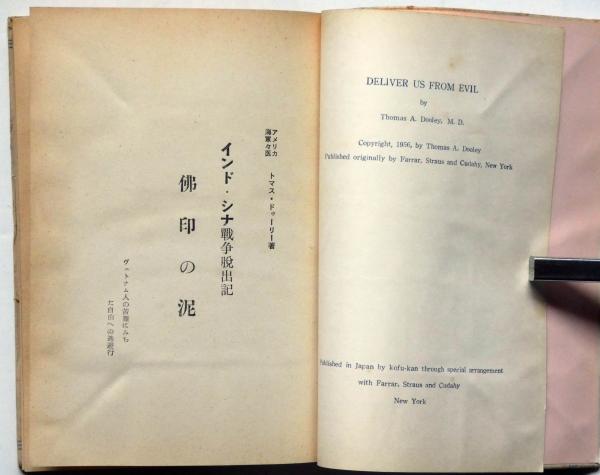 アメリカ
海軍々医
トマス・ドゥーリー著
インド・シナ戰争脱出記
佛印の泥
ヴェトナム人の苦難にみち
た自由への逃避行
DELIVER US FROM EVIL
by
Thomas A. Dooley, M. D.
Copyright, 1956, by Thomas A. Dooley
Published originally by Farrar, Straus and Cudahy, New York
Published in Japan by kofu-kan through special arrangement
with Farrar, Straus and Cudahy
New York